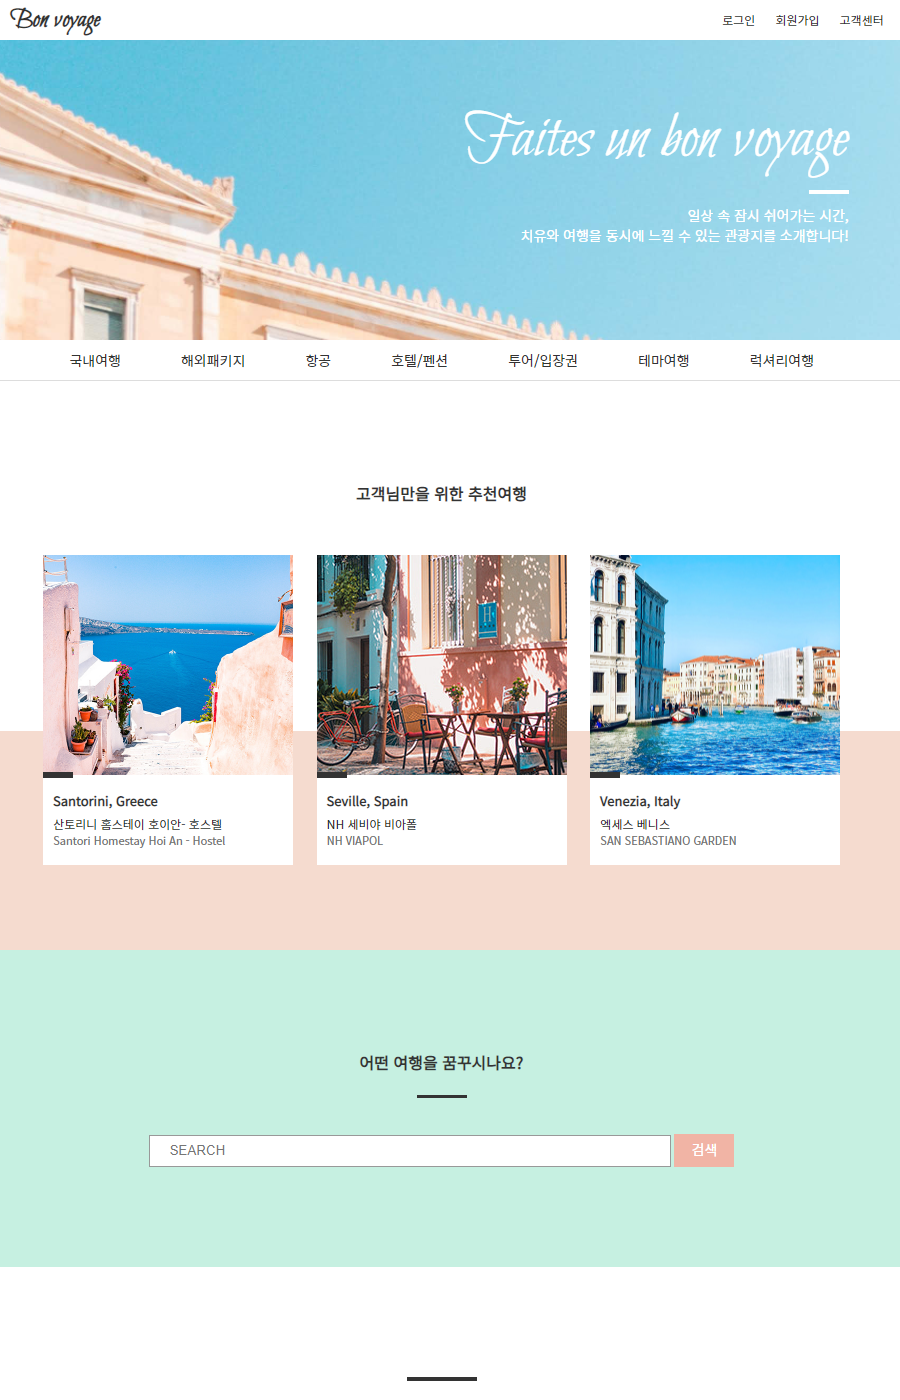 Bon voyage
로그인 회원가입 고객센터
Faites un bon voyage
일상 속 잠시 쉬어가는 시간,
치유와 여행을 동시에 느낄 수 있는 관광지를 소개합니다!
국내여행 해외패키지 항공 호텔/펜션 투어/입장권 테마여행 럭셔리여행
고객님만을 위한 추천여행
Santorini, Greece
산토리니 홈스테이 호이안- 호스텔
Santori Homestay Hoi An - Hostel
Seville, Spain
NH 세비야 비아폴
NH VIAPOL
Venezia, Italy
엑세스 베니스
SAN SEBASTIANO GARDEN
어떤 여행을 꿈꾸시나요?
SEARCH 검색